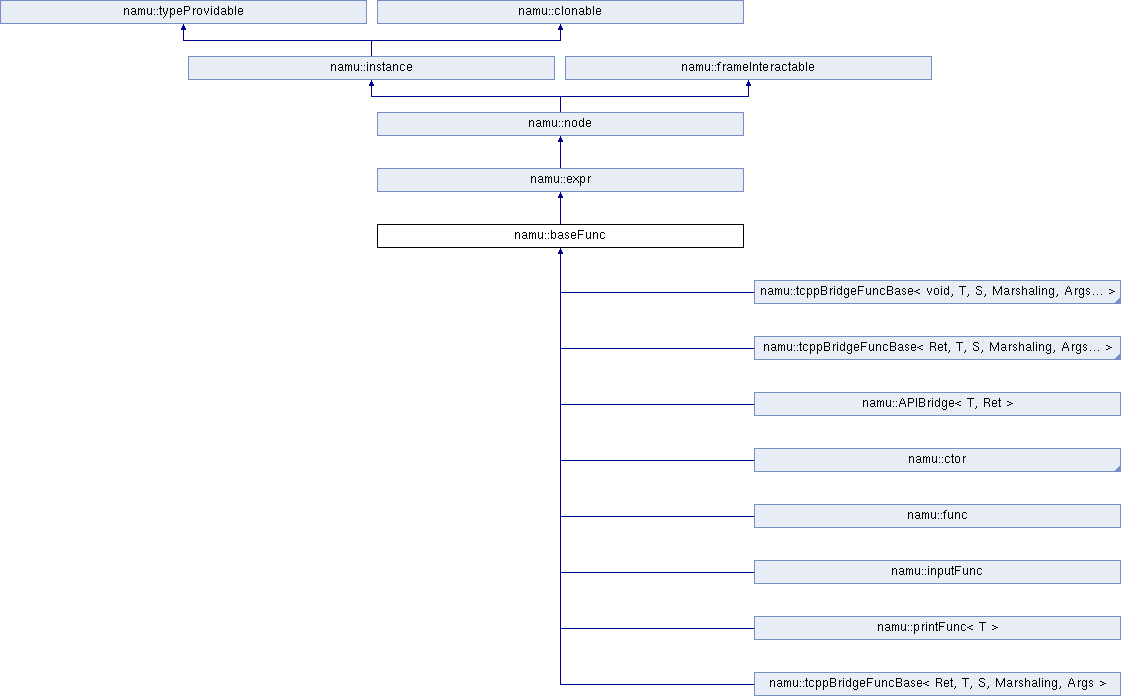 namu::typeProvidable
namu::clonable
namu::instance
namu::frameInteractable
namu::node
namu::expr
namu::baseFunc
namu::tcppBridgeFuncBase< void, T, S, Marshaling, Args... >
namu::tcppBridgeFuncBase< Ret, T, S, Marshaling, Args... >
namu::APIBridge< T, Ret >
namu::ctor
namu::func
namu::inputFunc
namu::printFunc< T >
namu::tcppBridgeFuncBase< Ret, T, S, Marshaling, Args >